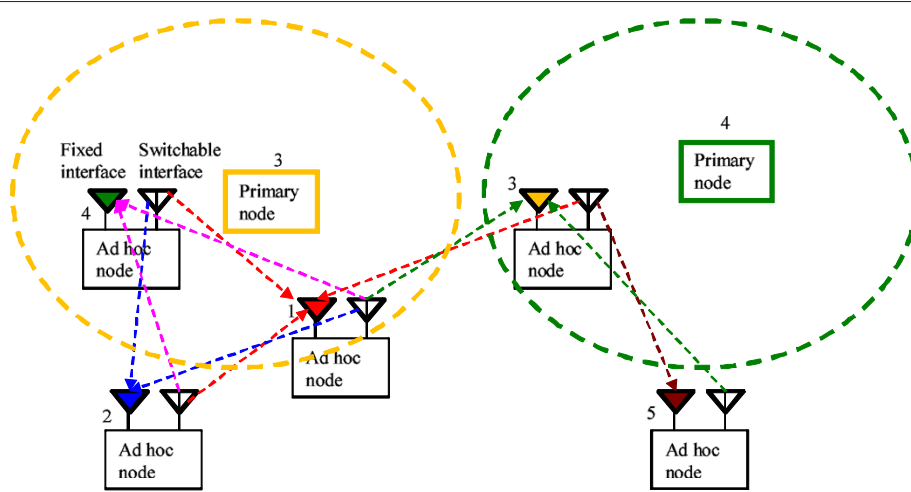 4
3
Fixed Switchable
interface interface
Primary
node
Primary
node
3
4
Ad hoc
node
Ad hoc
node
1
Ad hoc
node
2
5
Ad hoc
node
Ad hoc
node